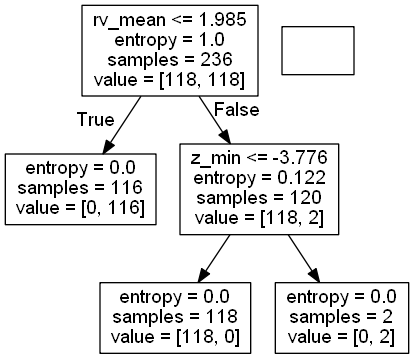 rv_mean <= 1.985
entropy = 1.0
samples = 236
value = [118, 118]
True
False
entropy = 0.0
samples = 116
value = [0, 116]
z_min <= -3.776
entropy = 0.122
samples = 120
value = [118, 2]
entropy = 0.0
samples = 118
value = [118, 0]
entropy = 0.0
samples = 2
value = [0, 2]